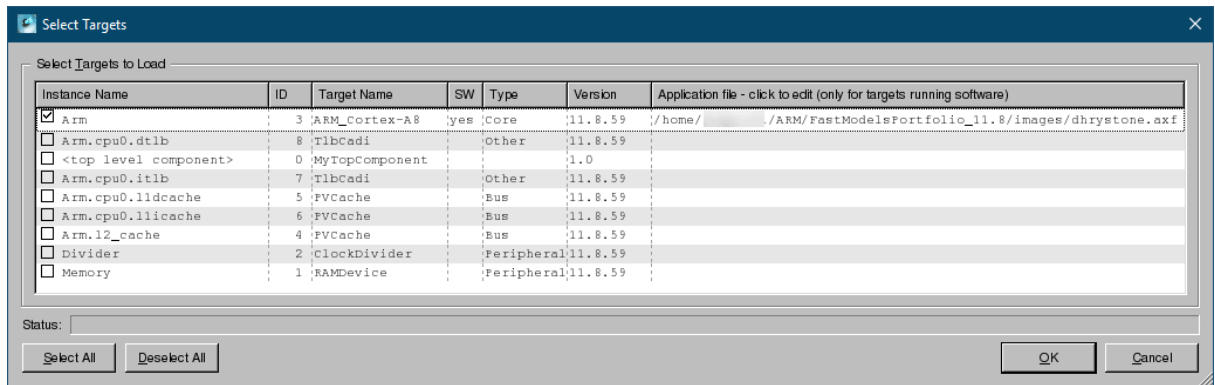 Select Targets
Select Targets to Load
Instance Name ID Target Name SW Type Version Application file - click to edit (only for targets running software)
Arm 3 ARM_Cortex-A8 yes Core 11.8.59 /home/ /ARM/FastModelsPortfolio_11.8/images/dhrystone.axf
Arm.cpu0.dtlb 8 TlbCadi Other 11.8.59
<top level component> 0 MyTopComponent 1.0
Arm.cpu0.itlb 7 TlbCadi Other 11.8.59
Arm.cpu0.l1dcache 5 PVCache Bus 11.8.59
Arm.cpu0.l1icache 6 PVCache Bus 11.8.59
Arm.l2_cache 4 PVCache Bus 11.8.59
Divider 2 ClockDivider Peripheral 11.8.59
Memory 1 RAMDevice Peripheral 11.8.59
Status:
Select All Deselect All OK Cancel